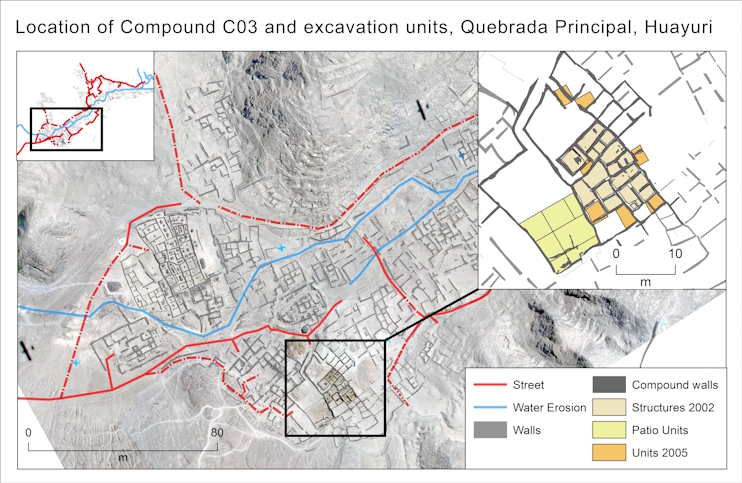 Location of Compound C03 and excavation units, Quebrada Principal, Huayuri
0 10
m
Street
Water Erosion
Walls
Compound walls
Structures 2002
Patio Units
Units 2005
0 80
m